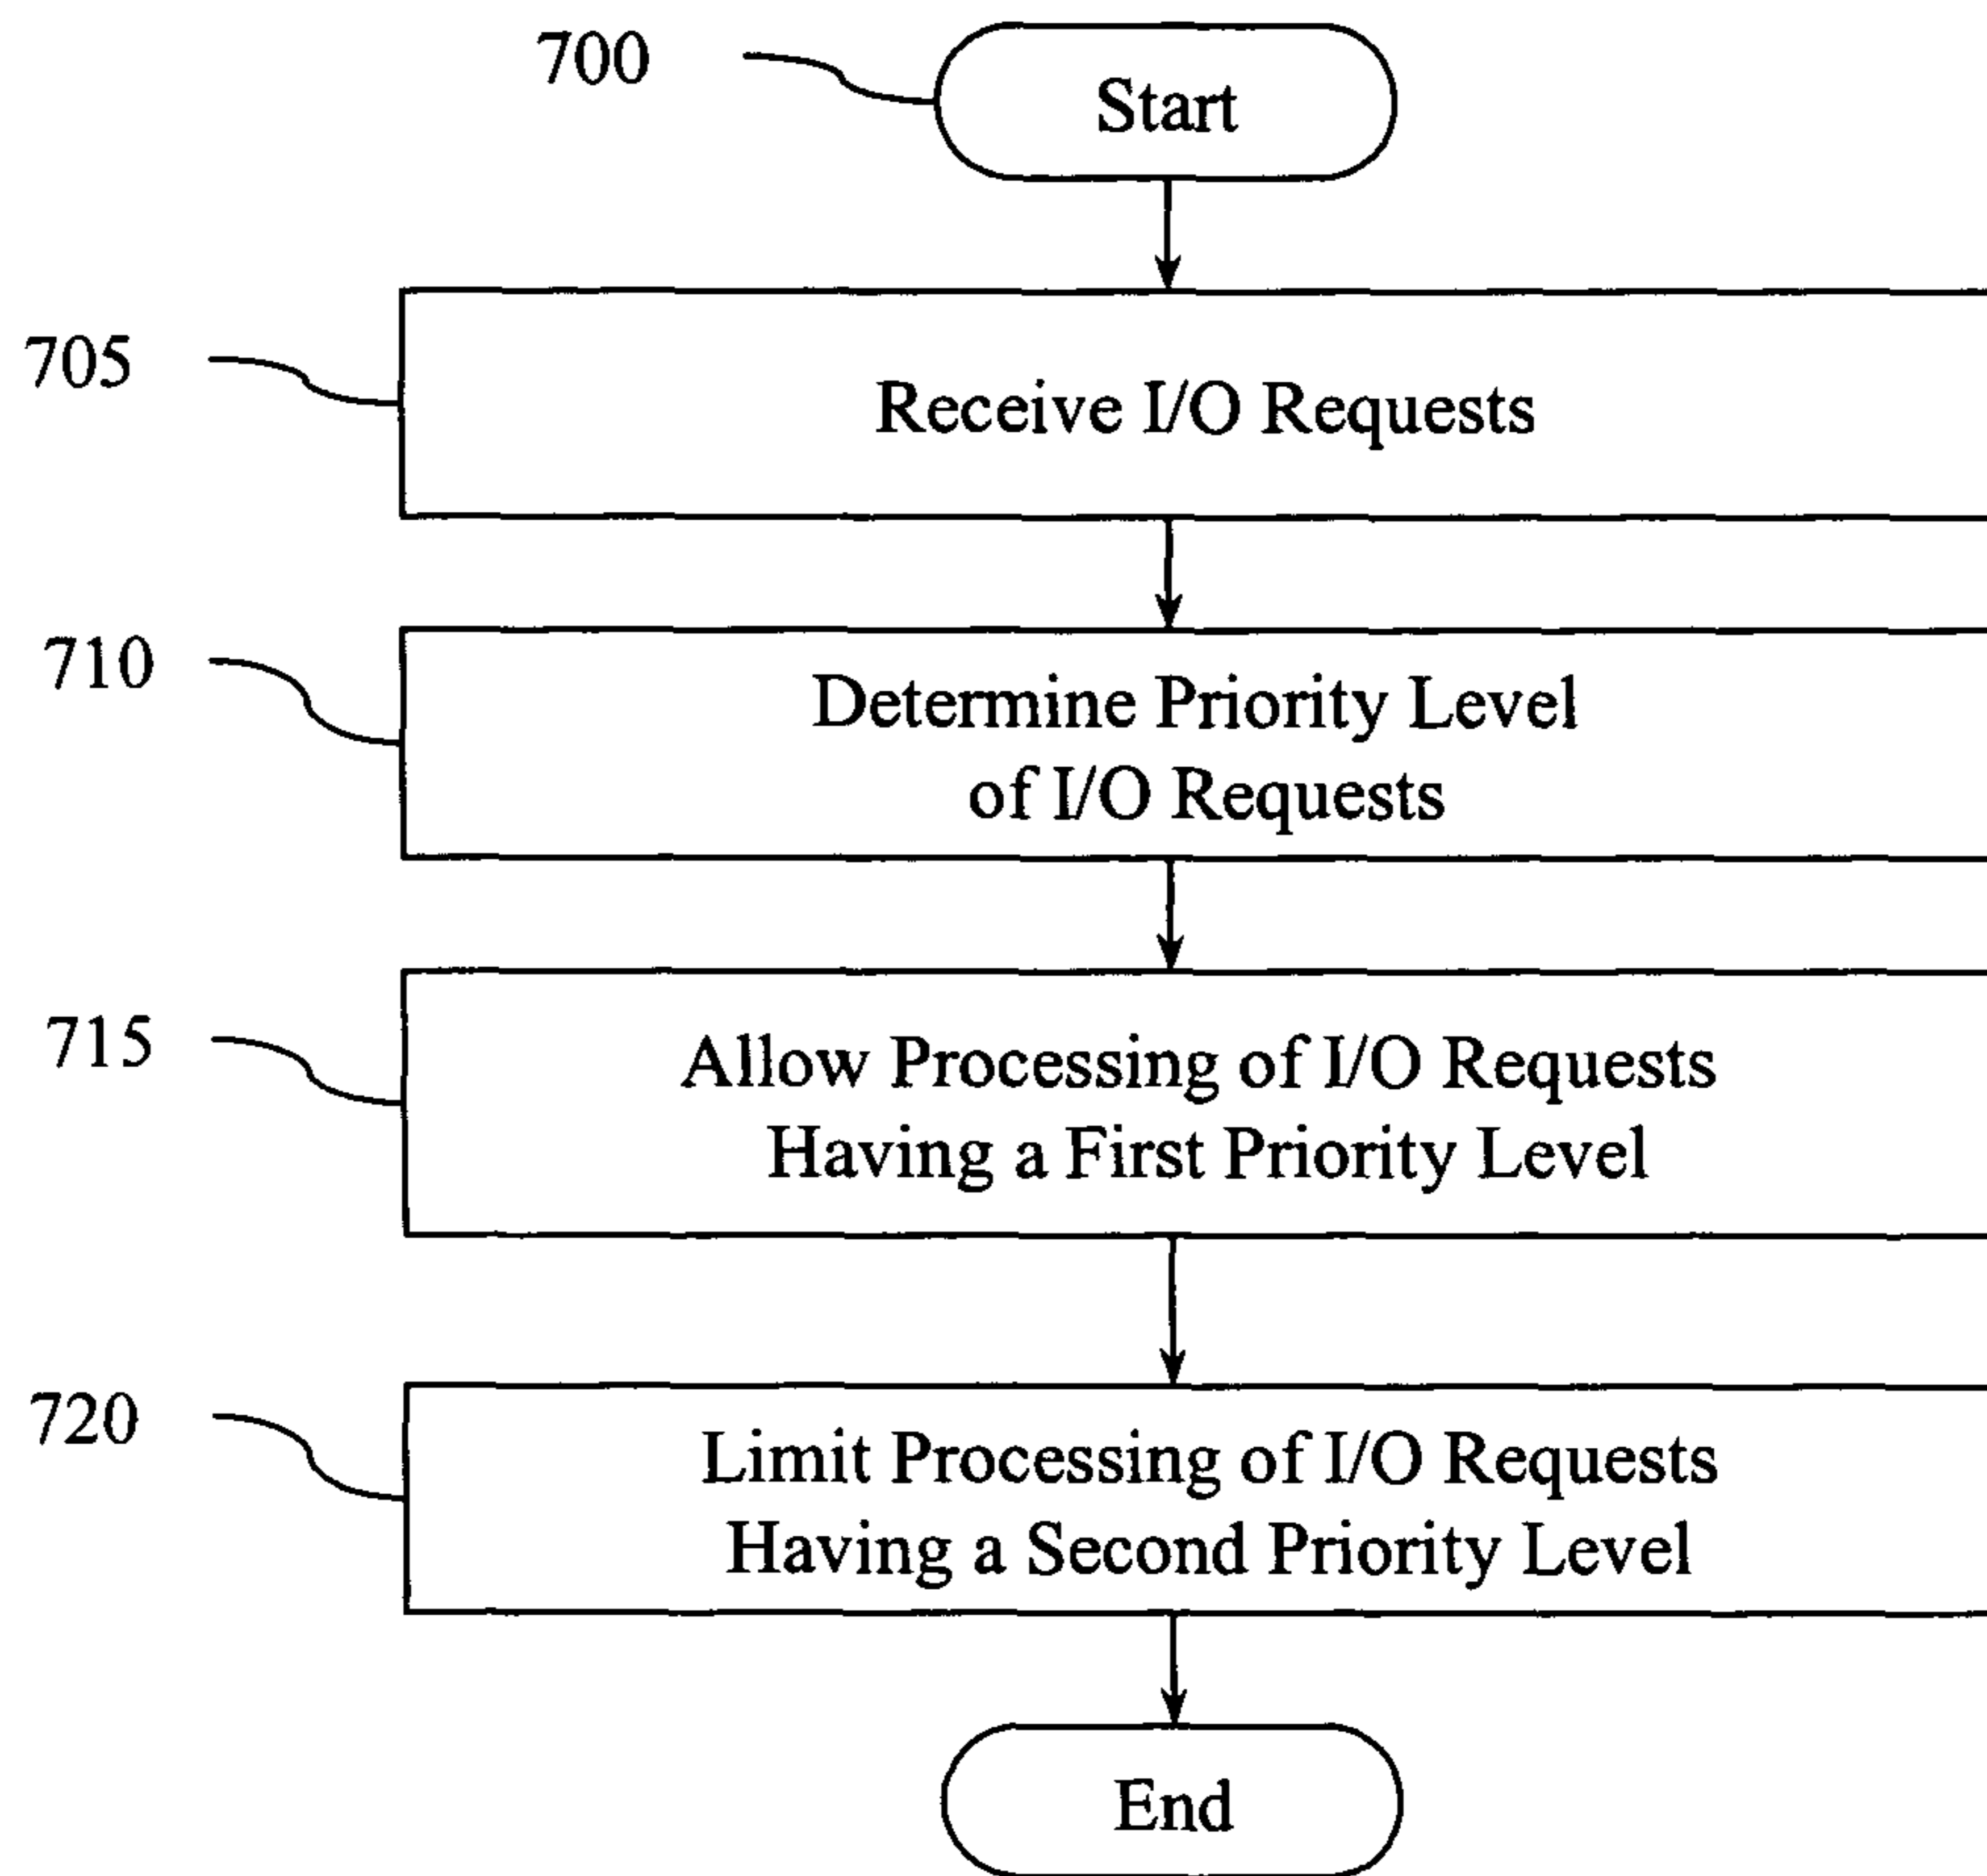 700
Start
705
Receive I/O Requests
710
Determine Priority Level
of I/O Requests
715
Allow Processing of I/O Requests
Having a First Priority Level
720
Limit Processing of I/O Requests
Having a Second Priority Level
End